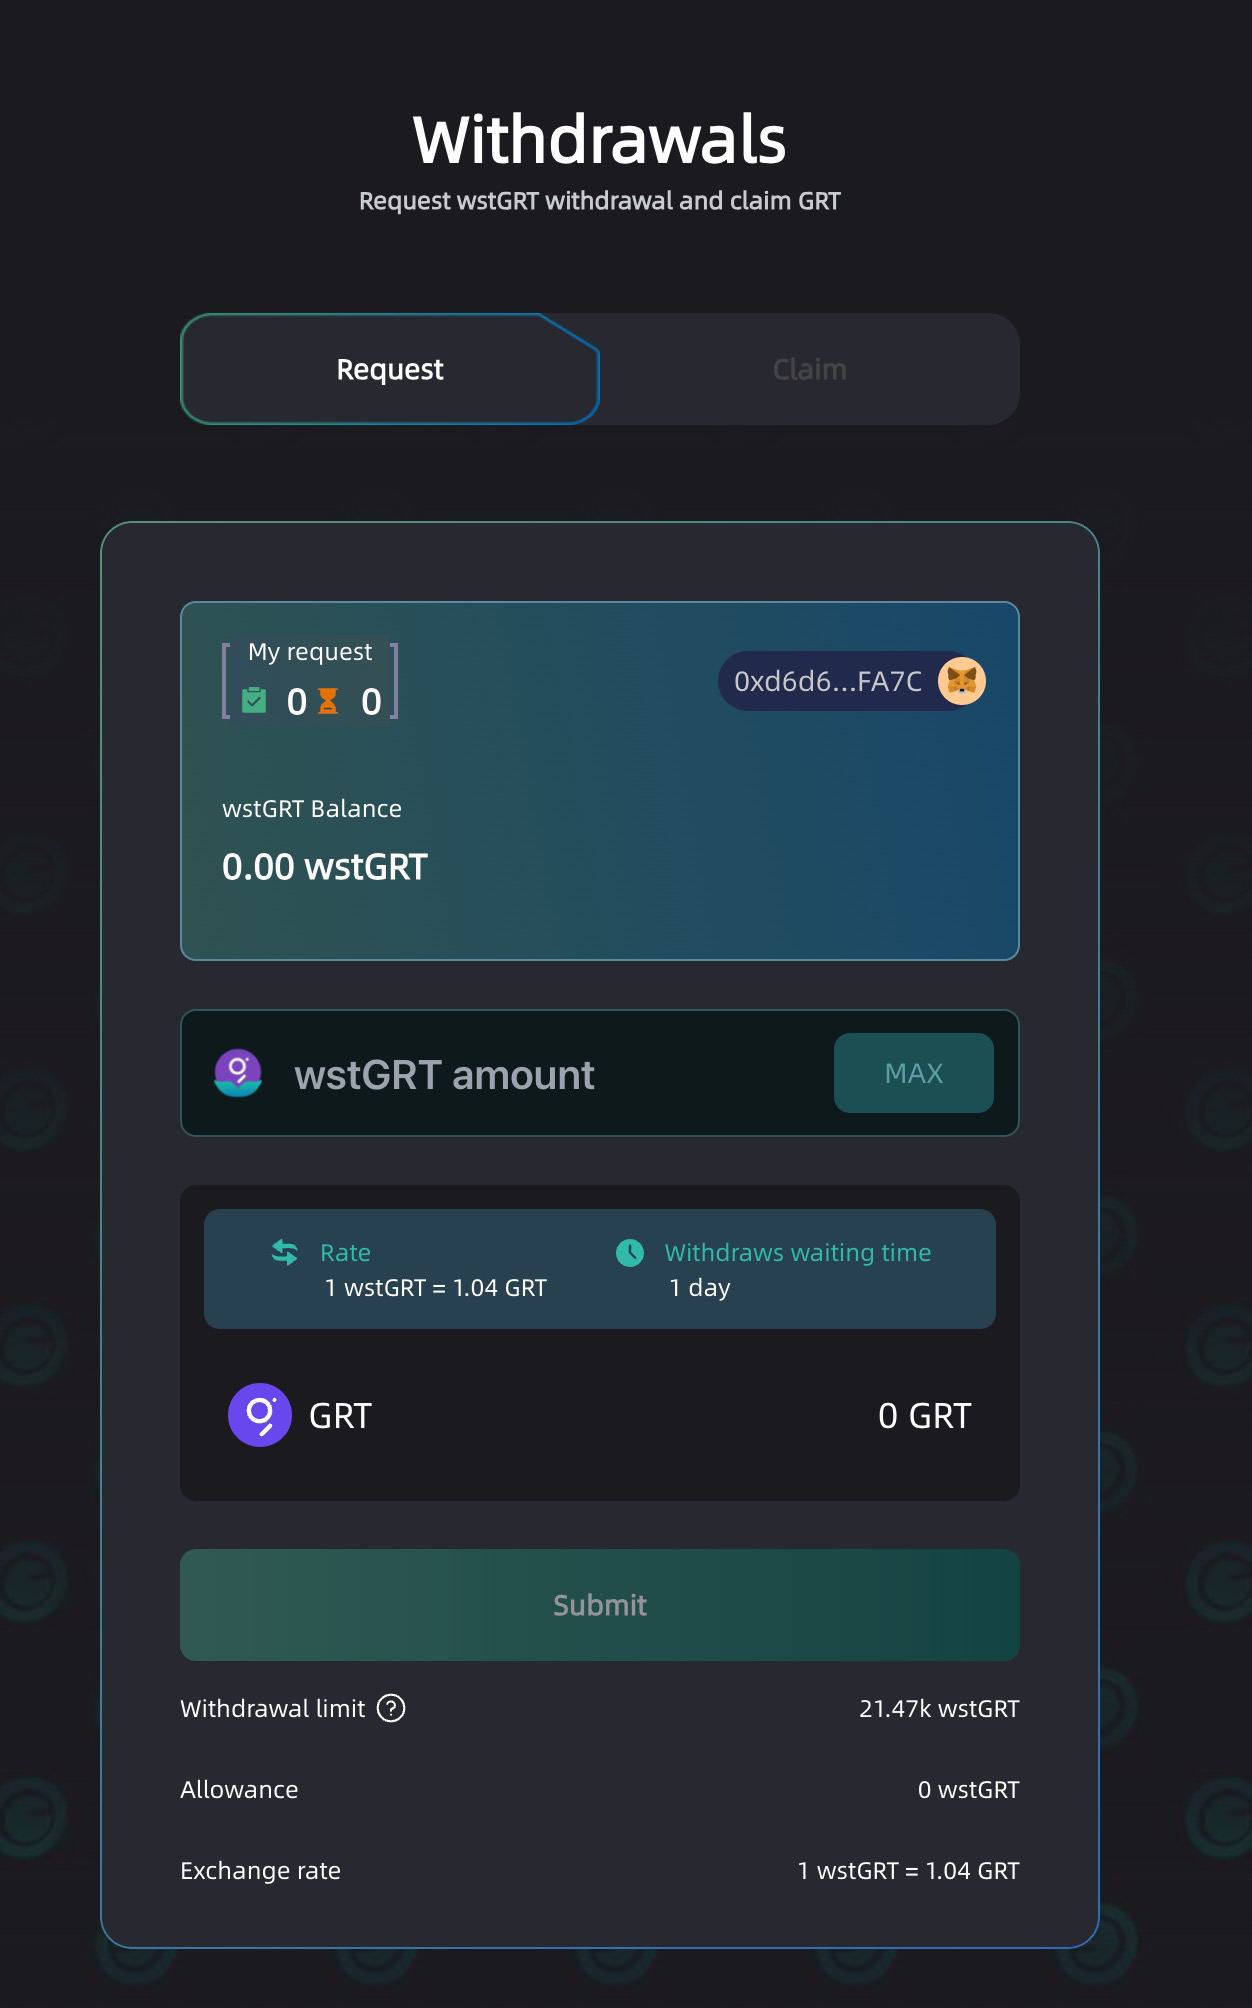 Withdrawals
Request wstGRT withdrawal and claim GRT
Request
Claim
My request
0 0
0xd6d6...FA7C
wstGRT Balance
0.00 wstGRT
wstGRT amount
MAX
Rate
1 wstGRT = 1.04 GRT
Withdraws waiting time
1 day
GRT
0 GRT
Submit
Withdrawal limit ?
21.47k wstGRT
Allowance
0 wstGRT
Exchange rate
1 wstGRT = 1.04 GRT